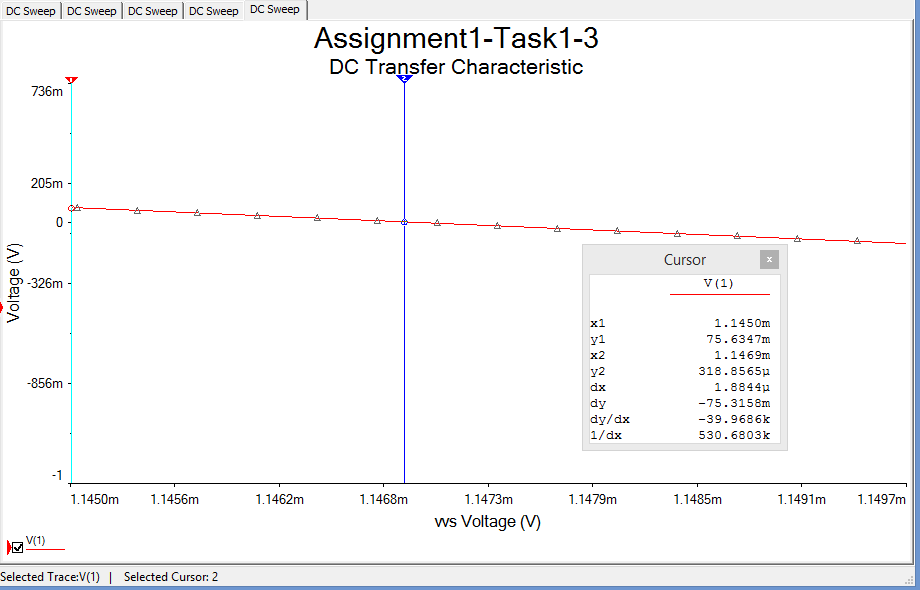 DC Sweep DC Sweep DC Sweep DC Sweep DC Sweep
Assignment1-Task1-3
DC Transfer Characteristic
1
2
736m
205m
0
-326m
-856m
-1
Voltage (V)
Cursor x
V(1)
x1 1.1450m
y1 75.6347m
x2 1.1469m
y2 318.8565µ
dx 1.8844µ
dy -75.3158m
dy/dx -39.9686k
1/dx 530.6803k
1.1450m 1.1456m 1.1462m 1.1468m 1.1473m 1.1479m 1.1485m 1.1491m 1.1497m
vvs Voltage (V)
V(1)
Selected Trace:V(1) | Selected Cursor: 2